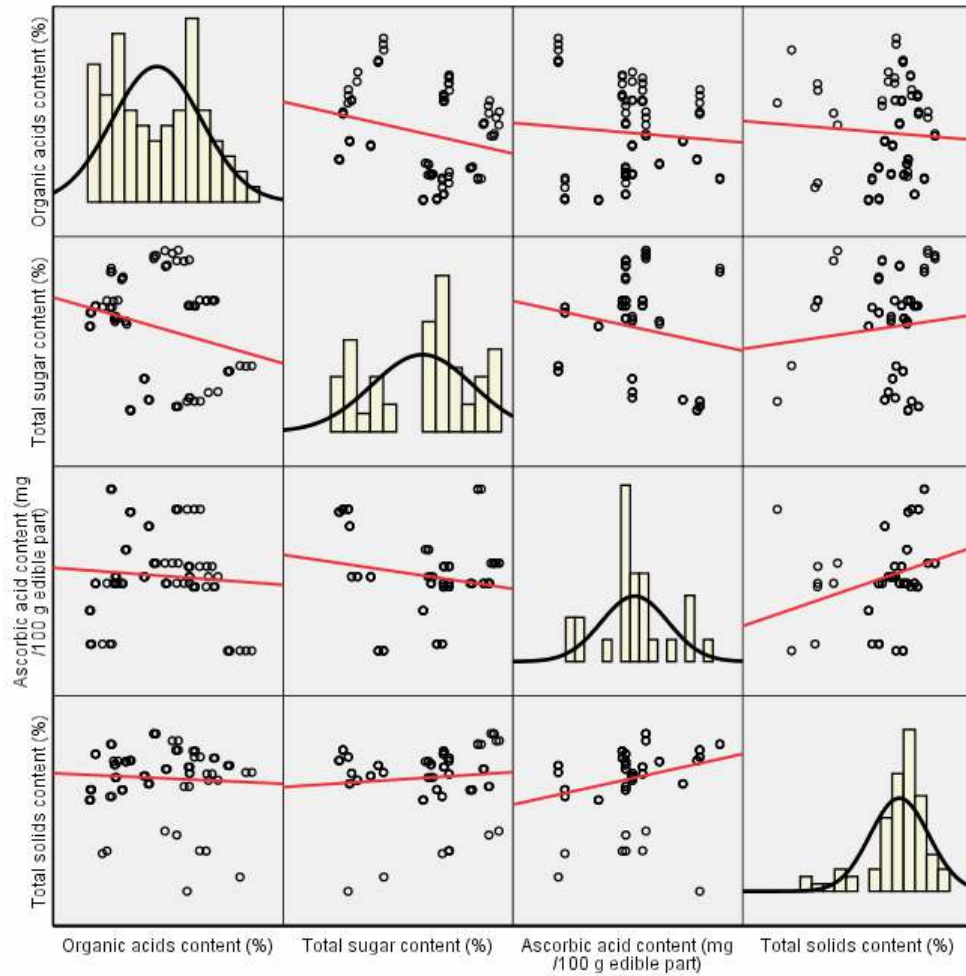 Organic acids content (%)
Total sugar content (%)
Ascorbic acid content (mg
/100 g edible part)
Total solids content (%)
Organic acids content (%)
Total sugar content (%)
Ascorbic acid content (mg
/100 g edible part)
Total solids content (%)